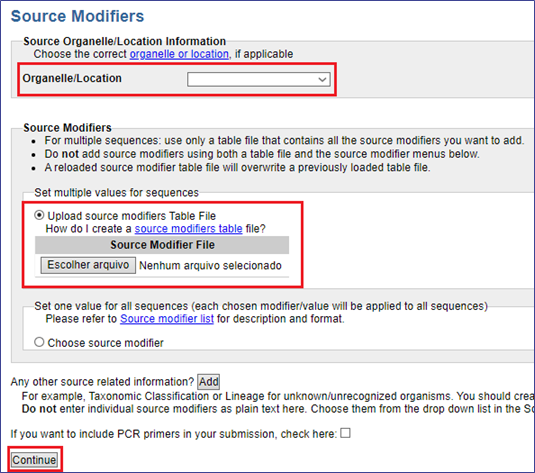 Source Modifiers
Source Organelle/Location Information
Choose the correct organelle or location, if applicable
Organelle/Location
Source Modifiers
For multiple sequences: use only a table file that contains all the source modifiers you want to add.
Do not add source modifiers using both a table file and the source modifier menus below.
A reloaded source modifier table file will overwrite a previously loaded table file.
Set multiple values for sequences
Upload source modifiers Table File
How do I create a source modifiers table file?
Source Modifier File
Escolher arquivo Nenhum arquivo selecionado
Set one value for all sequences (each chosen modifier/value will be applied to all sequences)
Please refer to Source modifier list for description and format.
Choose source modifier
Any other source related information? Add
For example, Taxonomic Classification or Lineage for unknown/unrecognized organisms. You should crea
Do not enter individual source modifiers as plain text here. Choose them from the drop down list in the So
If you want to include PCR primers in your submission, check here:
Continue